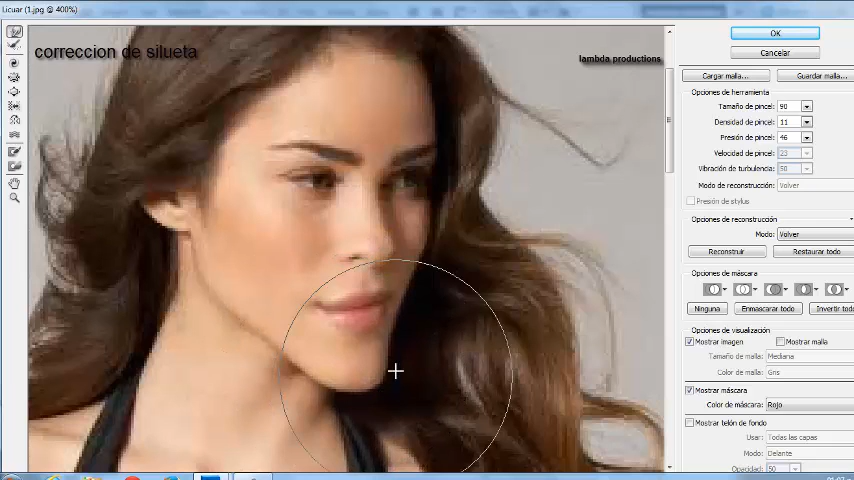 Licuar (1.jpg @ 400%)
correccion de silueta
lambda productions
OK
Cancelar
Cargar malla...
Guardar malla...
Opciones de herramienta
Tamaño de pincel: 90
Densidad de pincel: 11
Presión de pincel: 46
Velocidad de pincel: 23
Vibración de turbulencia: 50
Modo de reconstrucción: Volver
Presión de stylus
Opciones de reconstrucción
Modo: Volver
Reconstruir
Restaurar todo
Opciones de máscara
Ninguna
Enmascarar todo
Invertir todo
Opciones de visualización
Mostrar imagen
Mostrar malla
Tamaño de malla: Mediana
Color de malla: Gris
Mostrar máscara
Color de máscara: Rojo
Mostrar telón de fondo
Usar: Todas las capas
Modo: Delante
Opacidad: 50